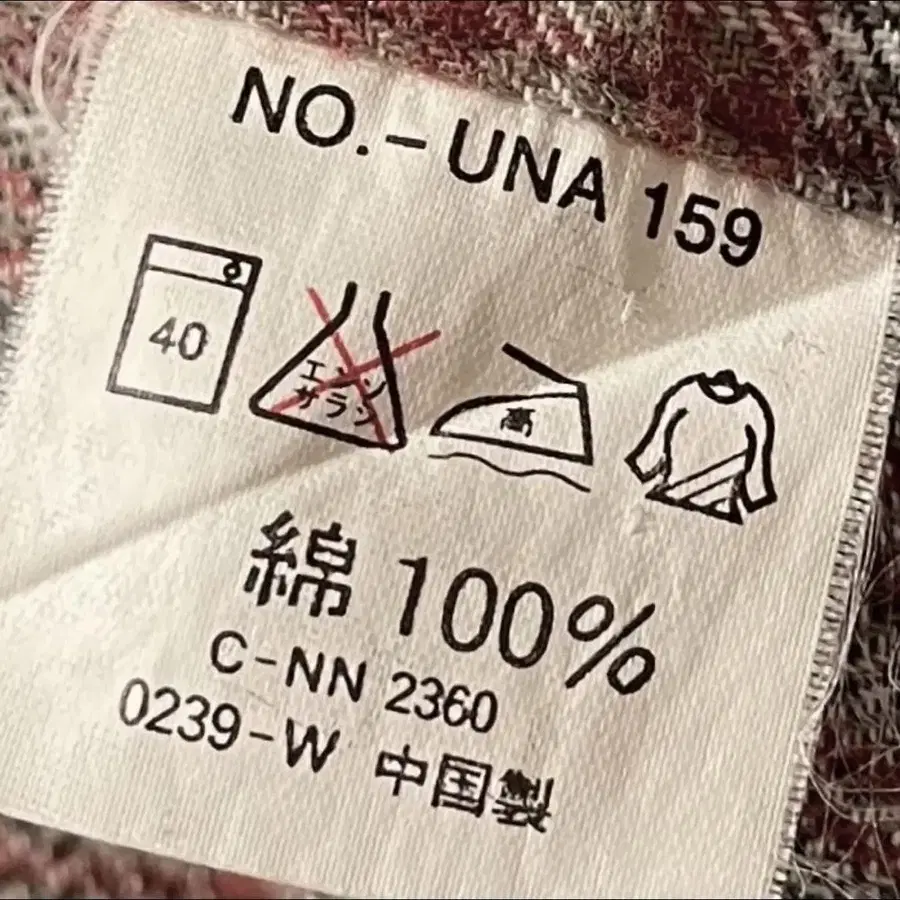 NO.-UNA 159
40
エンソ
サラシ
高
綿 100%
C-NN 2360
0239-W 中国製